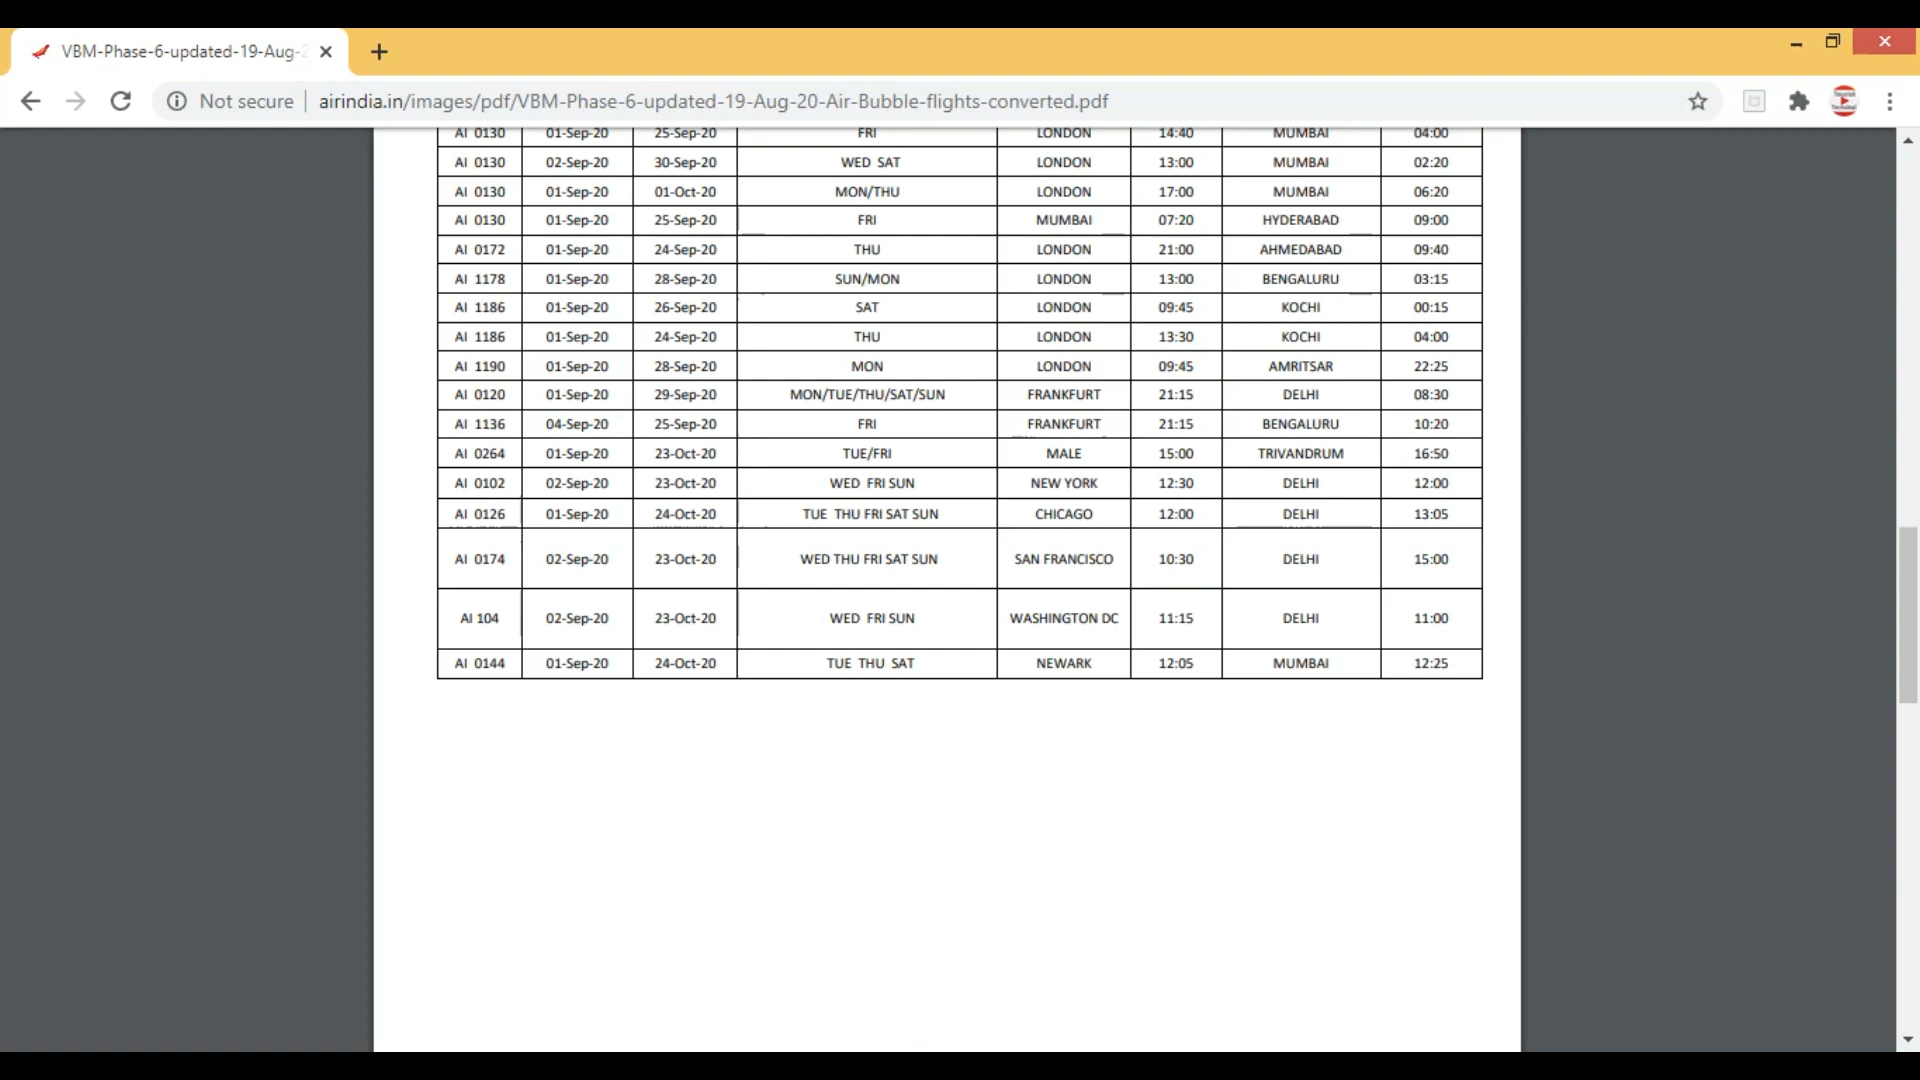 VBM-Phase-6-updated-19-Aug-2
Not secure airindia.in/images/pdf/VBM-Phase-6-updated-19-Aug-20-Air-Bubble-flights-converted.pdf
AI 0130 01-Sep-20 25-Sep-20 FRI LONDON 14:40 MUMBAI 04:00
AI 0130 02-Sep-20 30-Sep-20 WED SAT LONDON 13:00 MUMBAI 02:20
AI 0130 01-Sep-20 01-Oct-20 MON/THU LONDON 17:00 MUMBAI 06:20
AI 0130 01-Sep-20 25-Sep-20 FRI MUMBAI 07:20 HYDERABAD 09:00
AI 0172 01-Sep-20 24-Sep-20 THU LONDON 21:00 AHMEDABAD 09:40
AI 1178 01-Sep-20 28-Sep-20 SUN/MON LONDON 13:00 BENGALURU 03:15
AI 1186 01-Sep-20 26-Sep-20 SAT LONDON 09:45 KOCHI 00:15
AI 1186 01-Sep-20 24-Sep-20 THU LONDON 13:30 KOCHI 04:00
AI 1190 01-Sep-20 28-Sep-20 MON LONDON 09:45 AMRITSAR 22:25
AI 0120 01-Sep-20 29-Sep-20 MON/TUE/THU/SAT/SUN FRANKFURT 21:15 DELHI 08:30
AI 1136 04-Sep-20 25-Sep-20 FRI FRANKFURT 21:15 BENGALURU 10:20
AI 0264 01-Sep-20 23-Oct-20 TUE/FRI MALE 15:00 TRIVANDRUM 16:50
AI 0102 02-Sep-20 23-Oct-20 WED FRI SUN NEW YORK 12:30 DELHI 12:00
AI 0126 01-Sep-20 24-Oct-20 TUE THU FRI SAT SUN CHICAGO 12:00 DELHI 13:05
AI 0174 02-Sep-20 23-Oct-20 WED THU FRI SAT SUN SAN FRANCISCO 10:30 DELHI 15:00
AI 104 02-Sep-20 23-Oct-20 WED FRI SUN WASHINGTON DC 11:15 DELHI 11:00
AI 0144 01-Sep-20 24-Oct-20 TUE THU SAT NEWARK 12:05 MUMBAI 12:25